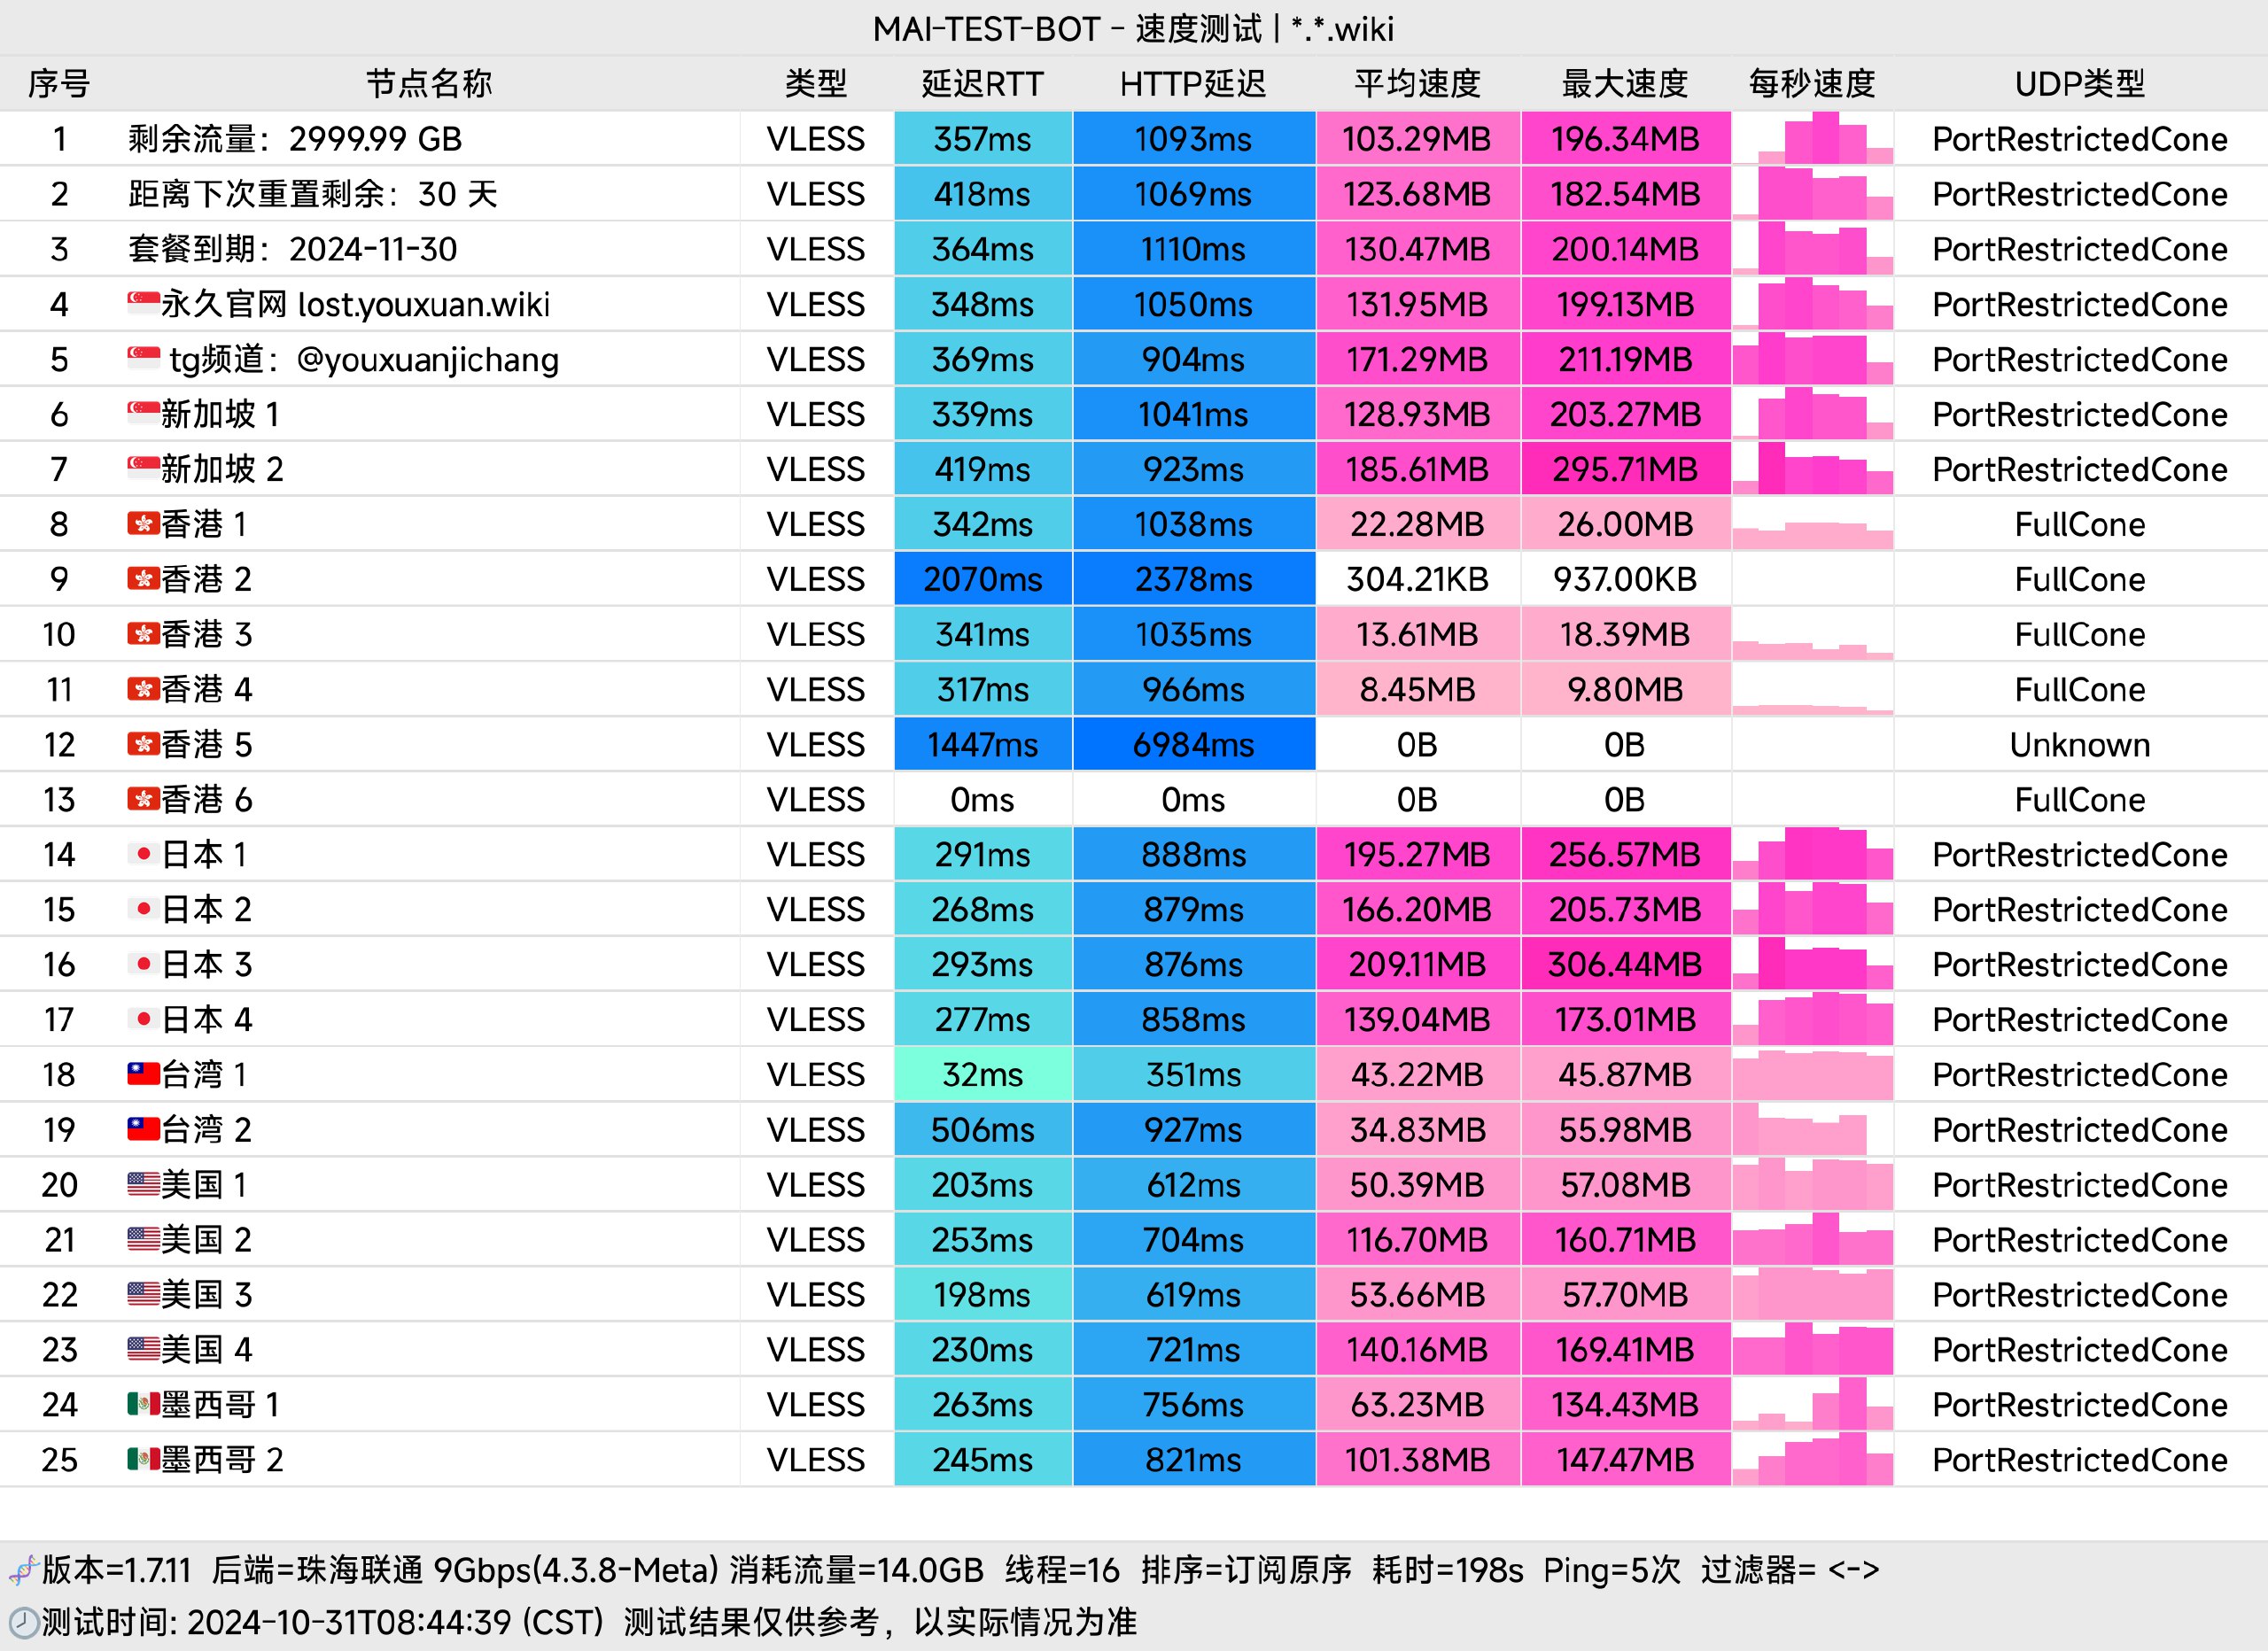 MAI-TEST-BOT - 速度测试 | *.*.wiki
序号 节点名称 类型 延迟RTT HTTP延迟 平均速度 最大速度 每秒速度 UDP类型
1 剩余流量：2999.99 GB VLESS 357ms 1093ms 103.29MB 196.34MB PortRestrictedCone
2 距离下次重置剩余：30 天 VLESS 418ms 1069ms 123.68MB 182.54MB PortRestrictedCone
3 套餐到期：2024-11-30 VLESS 364ms 1110ms 130.47MB 200.14MB PortRestrictedCone
4 🇸🇬永久官网 lost.youxuan.wiki VLESS 348ms 1050ms 131.95MB 199.13MB PortRestrictedCone
5 🇸🇬 tg频道：@youxuanjichang VLESS 369ms 904ms 171.29MB 211.19MB PortRestrictedCone
6 🇸🇬新加坡 1 VLESS 339ms 1041ms 128.93MB 203.27MB PortRestrictedCone
7 🇸🇬新加坡 2 VLESS 419ms 923ms 185.61MB 295.71MB PortRestrictedCone
8 🇭🇰香港 1 VLESS 342ms 1038ms 22.28MB 26.00MB FullCone
9 🇭🇰香港 2 VLESS 2070ms 2378ms 304.21KB 937.00KB FullCone
10 🇭🇰香港 3 VLESS 341ms 1035ms 13.61MB 18.39MB FullCone
11 🇭🇰香港 4 VLESS 317ms 966ms 8.45MB 9.80MB FullCone
12 🇭🇰香港 5 VLESS 1447ms 6984ms 0B 0B Unknown
13 🇭🇰香港 6 VLESS 0ms 0ms 0B 0B FullCone
14 🇯🇵日本 1 VLESS 291ms 888ms 195.27MB 256.57MB PortRestrictedCone
15 🇯🇵日本 2 VLESS 268ms 879ms 166.20MB 205.73MB PortRestrictedCone
16 🇯🇵日本 3 VLESS 293ms 876ms 209.11MB 306.44MB PortRestrictedCone
17 🇯🇵日本 4 VLESS 277ms 858ms 139.04MB 173.01MB PortRestrictedCone
18 🇹🇼台湾 1 VLESS 32ms 351ms 43.22MB 45.87MB PortRestrictedCone
19 🇹🇼台湾 2 VLESS 506ms 927ms 34.83MB 55.98MB PortRestrictedCone
20 🇺🇸美国 1 VLESS 203ms 612ms 50.39MB 57.08MB PortRestrictedCone
21 🇺🇸美国 2 VLESS 253ms 704ms 116.70MB 160.71MB PortRestrictedCone
22 🇺🇸美国 3 VLESS 198ms 619ms 53.66MB 57.70MB PortRestrictedCone
23 🇺🇸美国 4 VLESS 230ms 721ms 140.16MB 169.41MB PortRestrictedCone
24 🇲🇽墨西哥 1 VLESS 263ms 756ms 63.23MB 134.43MB PortRestrictedCone
25 🇲🇽墨西哥 2 VLESS 245ms 821ms 101.38MB 147.47MB PortRestrictedCone
🧬版本=1.7.11 后端=珠海联通 9Gbps(4.3.8-Meta) 消耗流量=14.0GB 线程=16 排序=订阅原序 耗时=198s Ping=5次 过滤器= <->
🕗测试时间: 2024-10-31T08:44:39 (CST) 测试结果仅供参考，以实际情况为准